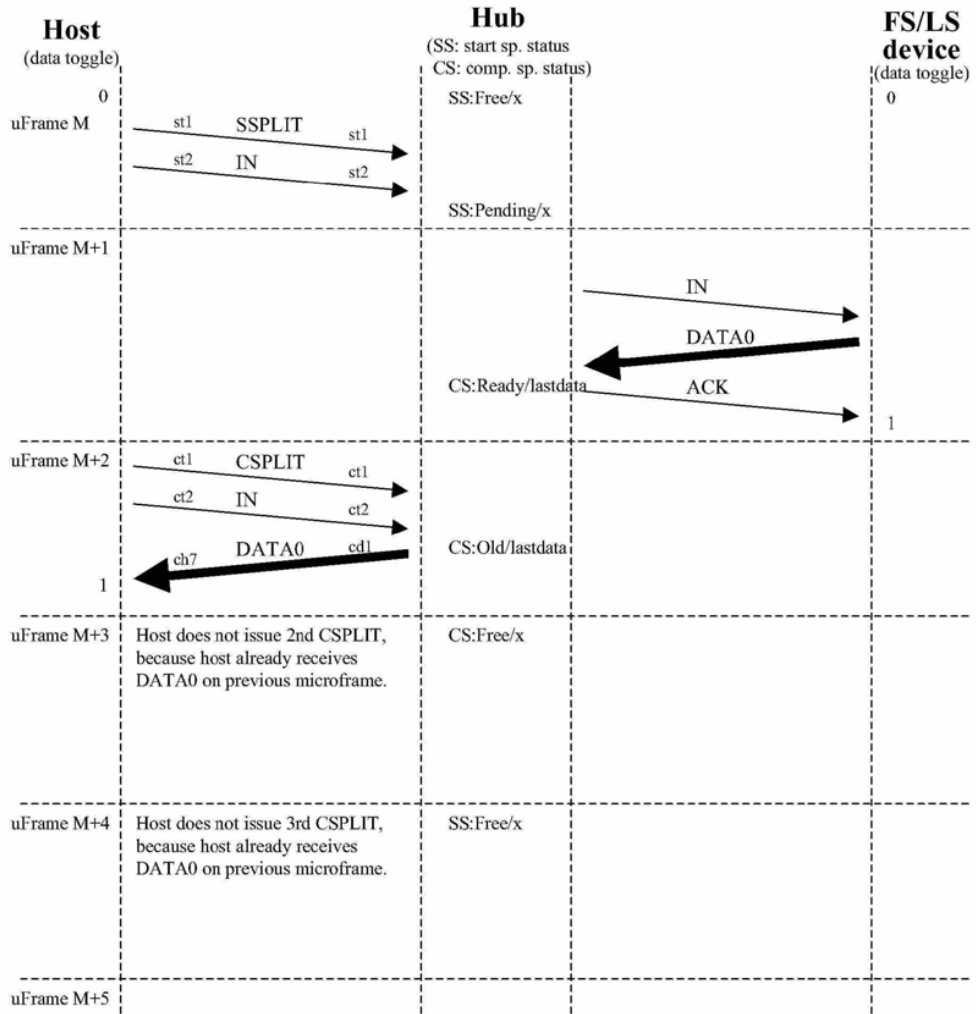 Host
(data toggle)
Hub
(SS: start sp. status
CS: comp. sp. status)
FS/LS
device
(data toggle)
0
SS:Free/x
0
uFrame M
st1 SSPLIT st1
st2 IN st2
SS:Pending/x
uFrame M+1
IN
DATA0
CS:Ready/lastdata
ACK
1
uFrame M+2
ct1 CSPLIT ct1
ct2 IN ct2
ch7 DATA0 cd1
CS:Old/lastdata
1
uFrame M+3
Host does not issue 2nd CSPLIT,
because host already receives
DATA0 on previous microframe.
CS:Free/x
uFrame M+4
Host does not issue 3rd CSPLIT,
because host already receives
DATA0 on previous microframe.
SS:Free/x
uFrame M+5